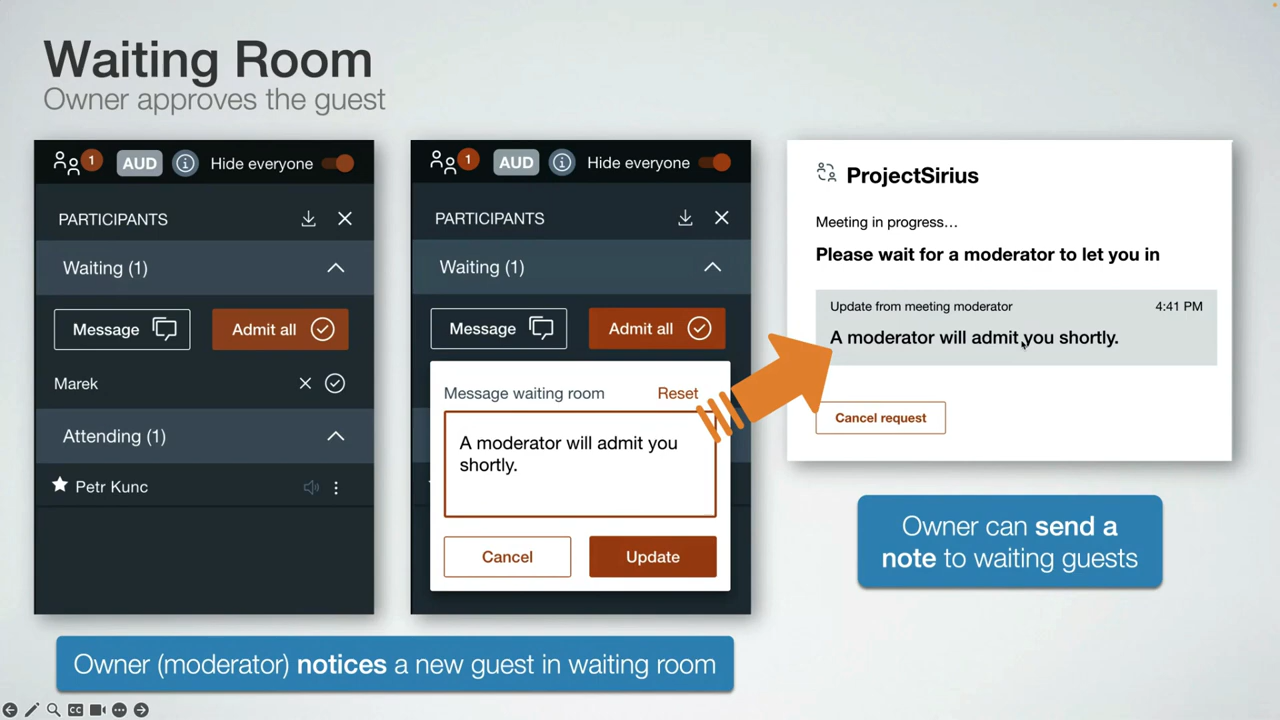 Waiting Room
Owner approves the guest
1 AUD Hide everyone
PARTICIPANTS
Waiting (1)
Message Admit all
Marek
Attending (1)
Petr Kunc
1 AUD Hide everyone
PARTICIPANTS
Waiting (1)
Message Admit all
Message waiting room Reset
A moderator will admit you
shortly.
Cancel Update
ProjectSirius
Meeting in progress…
Please wait for a moderator to let you in
Update from meeting moderator 4:41 PM
A moderator will admit you shortly.
Cancel request
Owner can send a
note to waiting guests
Owner (moderator) notices a new guest in waiting room
CC